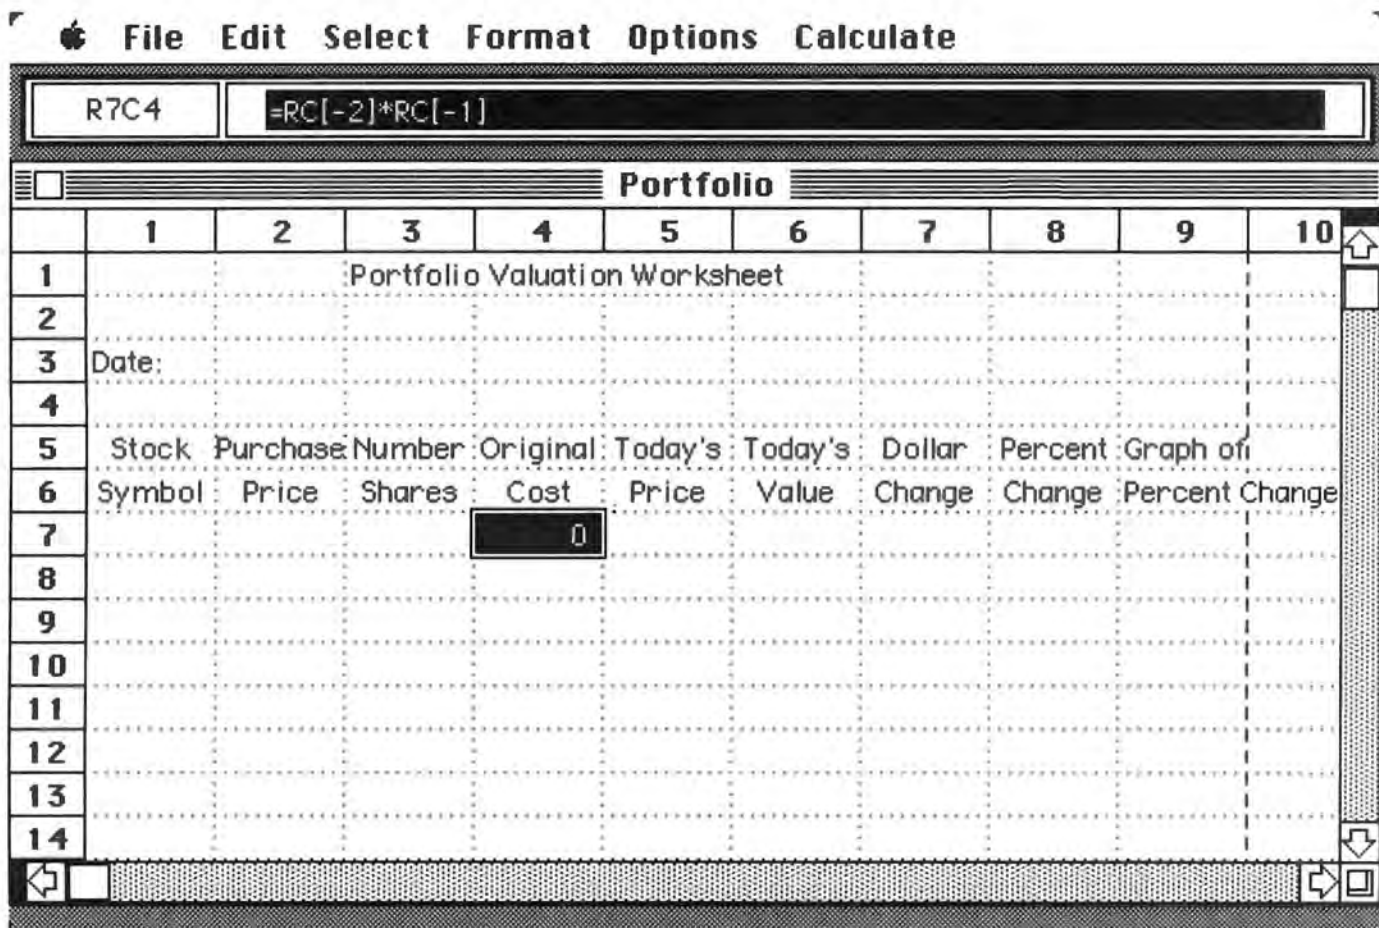 File Edit Select Format Options Calculate
R7C4 =RC[-2]*RC[-1]
Portfolio
1 2 3 4 5 6 7 8 9 10
1 Portfolio Valuation Worksheet
2
3 Date:
4
5 Stock Purchase Number Original Today's Today's Dollar Percent Graph of
6 Symbol Price Shares Cost Price Value Change Change Percent Change
7 0
8
9
10
11
12
13
14